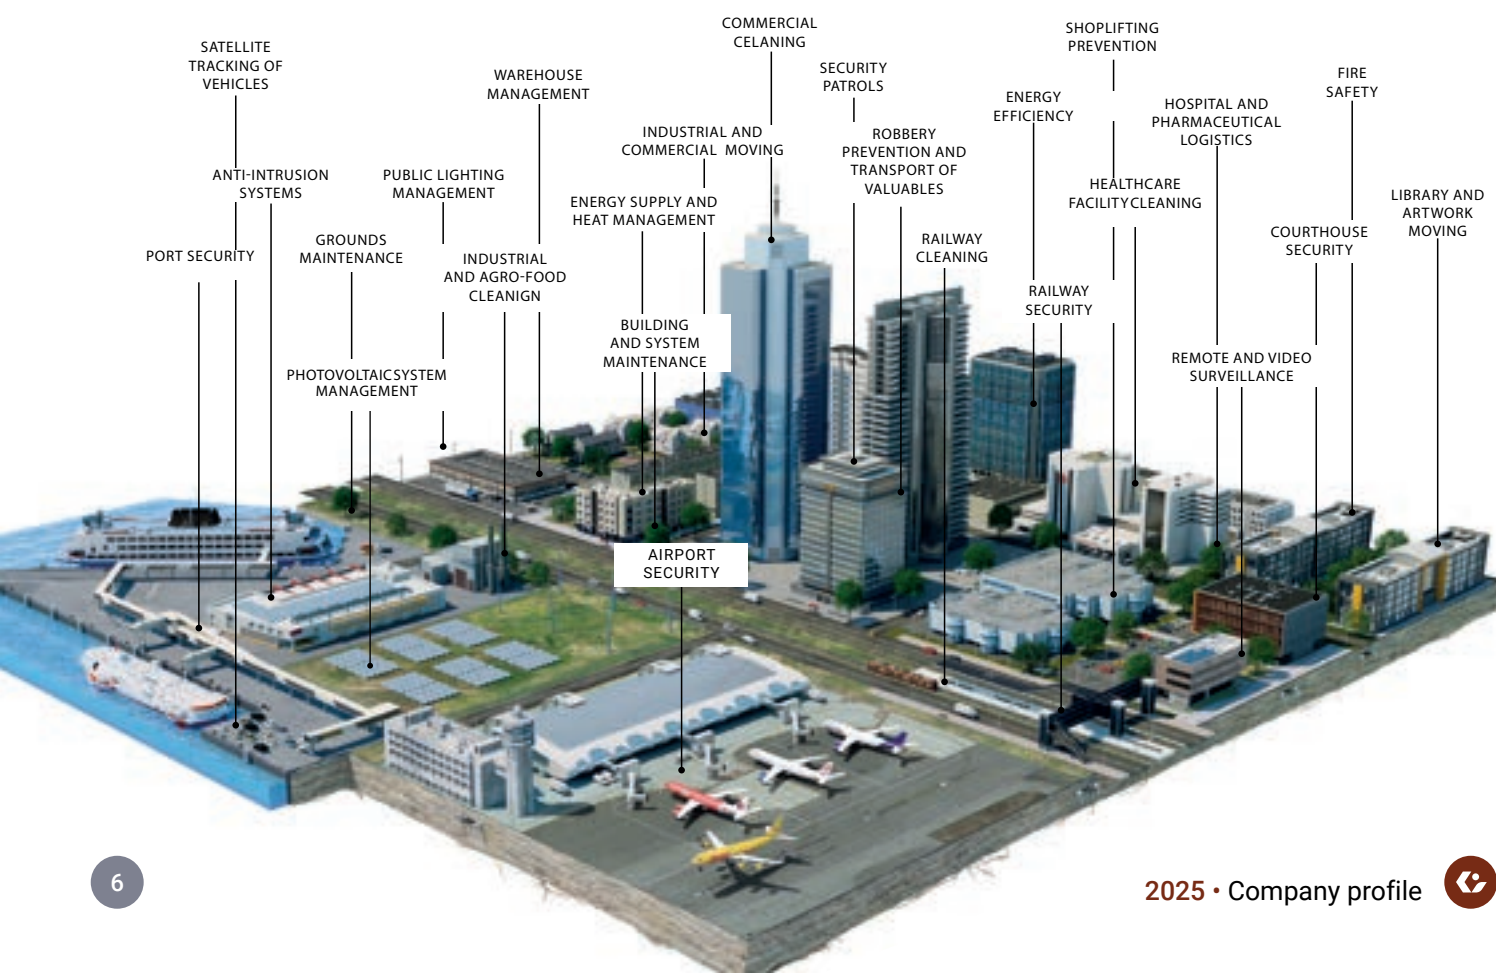 COMMERCIAL
CELANING
SHOPLIFTING
PREVENTION
SATELLITE
TRACKING OF
VEHICLES
WAREHOUSE
MANAGEMENT
SECURITY
PATROLS
FIRE
SAFETY
ENERGY
EFFICIENCY
HOSPITAL AND
PHARMACEUTICAL
LOGISTICS
INDUSTRIAL AND
COMMERCIAL MOVING
ROBBERY
PREVENTION AND
TRANSPORT OF
VALUABLES
ANTI-INTRUSION
SYSTEMS
PUBLIC LIGHTING
MANAGEMENT
HEALTHCARE
FACILITY CLEANING
LIBRARY AND
ARTWORK
MOVING
ENERGY SUPPLY AND
HEAT MANAGEMENT
COURTHOUSE
SECURITY
PORT SECURITY
GROUNDS
MAINTENANCE
RAILWAY
CLEANING
INDUSTRIAL
AND AGRO-FOOD
CLEANIGN
RAILWAY
SECURITY
BUILDING
AND SYSTEM
MAINTENANCE
REMOTE AND VIDEO
SURVEILLANCE
PHOTOVOLTAIC SYSTEM
MANAGEMENT
AIRPORT
SECURITY
6
2025 • Company profile